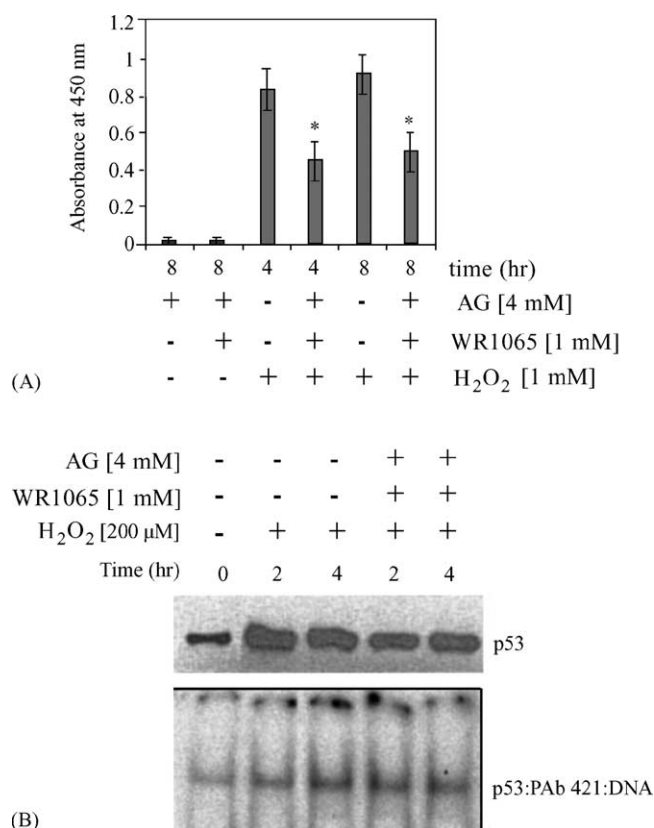 1.2
1
0.8
0.6
0.4
0.2
0
Absorbance at 450 nm
* *
8 8 4 4 8 8 time (hr)
+ + - + - + AG [4 mM]
- + - + - + WR1065 [1 mM]
- - + + + + H₂O₂ [1 mM]
(A)
AG [4 mM] - - - + +
WR1065 [1 mM] - - - + +
H₂O₂ [200 µM] - + + + +
Time (hr) 0 2 4 2 4
p53
p53:PAb 421:DNA
(B)